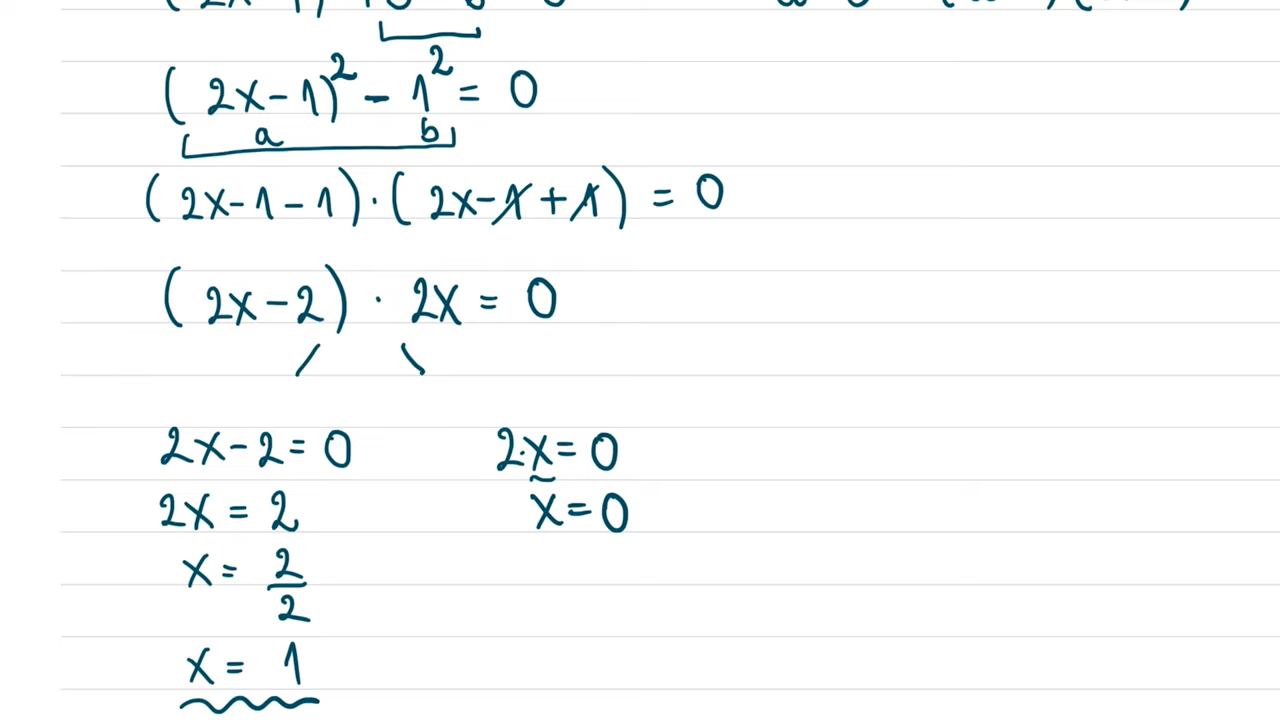 ( 2x-1)² - 1² = 0
a b
( 2x-1-1)·( 2x-1+1) = 0
( 2x-2) · 2x = 0
2x-2=0 2·x=0
2x = 2 x=0
x = 2/2
x = 1